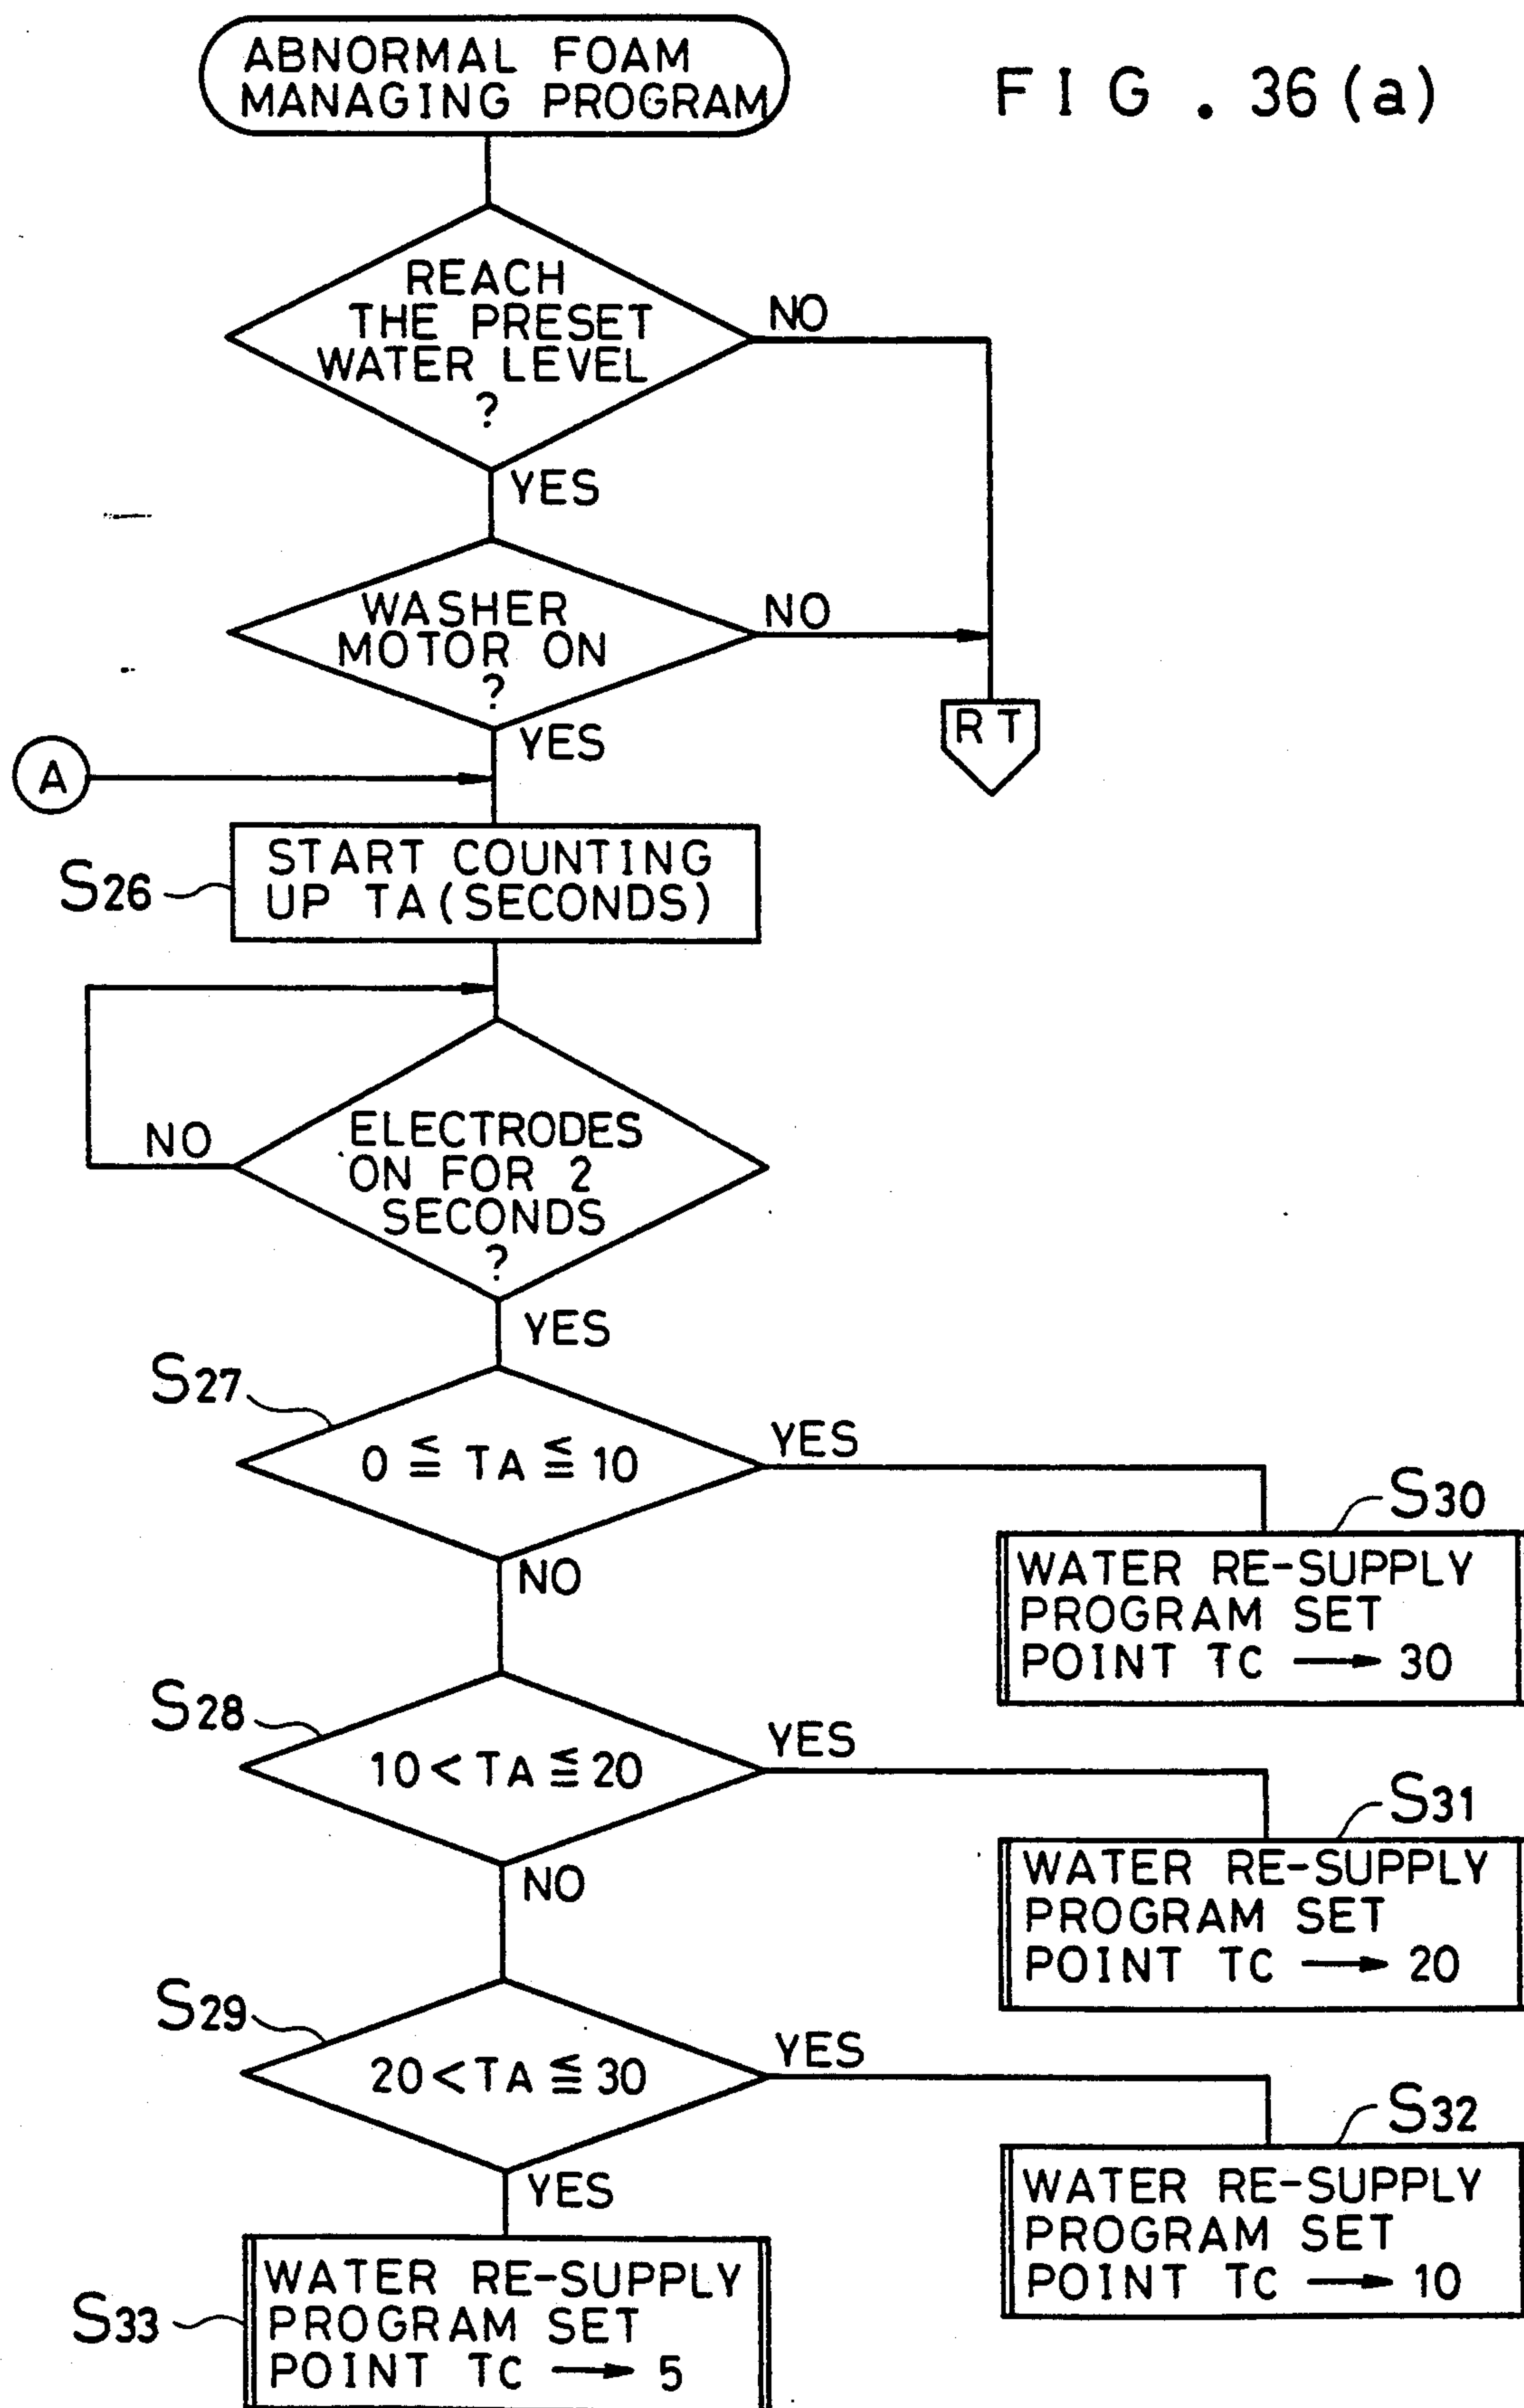 ABNORMAL FOAM
MANAGING PROGRAM
FIG. 36(a)
REACH
THE PRESET
WATER LEVEL
?
NO
YES
WASHER
MOTOR ON
?
NO
YES
RT
A
S26
START COUNTING
UP TA(SECONDS)
ELECTRODES
ON FOR 2
SECONDS
?
NO
YES
S27
0 ≦ TA ≦ 10
YES
NO
S30
WATER RE-SUPPLY
PROGRAM SET
POINT TC → 30
S28
10 < TA ≦ 20
YES
NO
S31
WATER RE-SUPPLY
PROGRAM SET
POINT TC → 20
S29
20 < TA ≦ 30
YES
YES
S32
WATER RE-SUPPLY
PROGRAM SET
POINT TC → 10
S33
WATER RE-SUPPLY
PROGRAM SET
POINT TC → 5